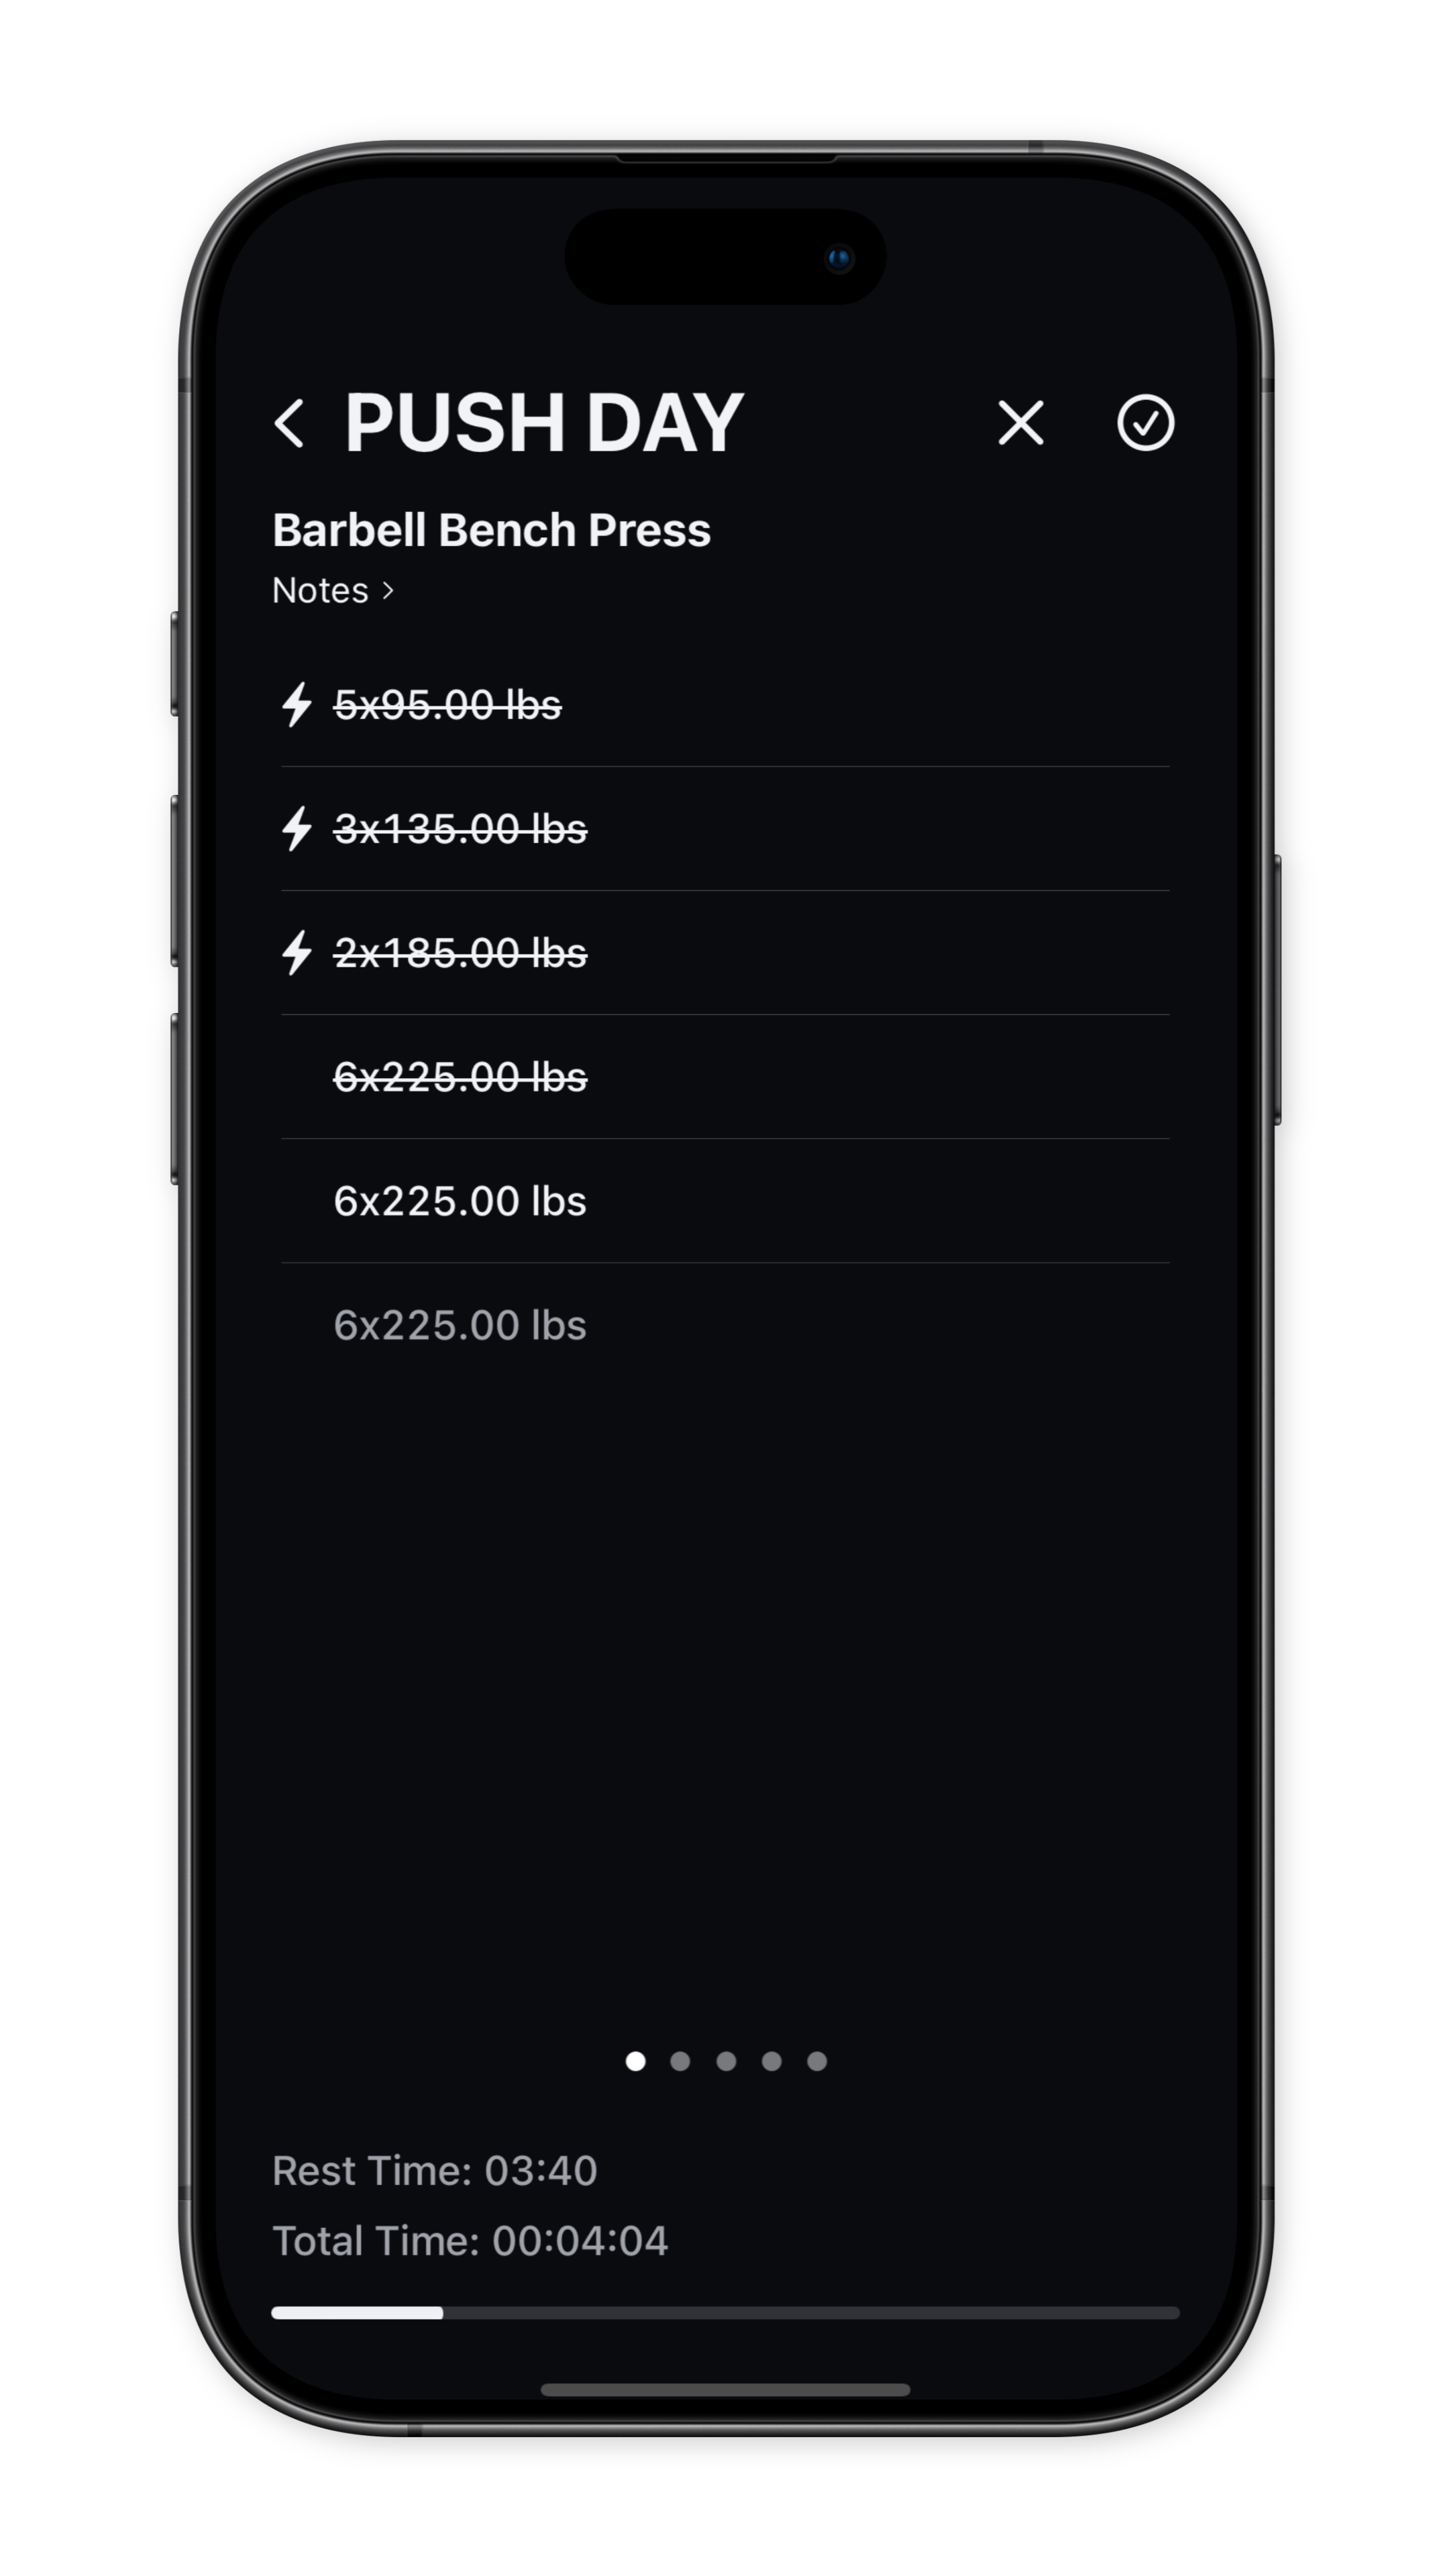 PUSH DAY
Barbell Bench Press
Notes >
5x95.00 lbs
3x135.00 lbs
2x185.00 lbs
6x225.00 lbs
6x225.00 lbs
6x225.00 lbs
Rest Time: 03:40
Total Time: 00:04:04